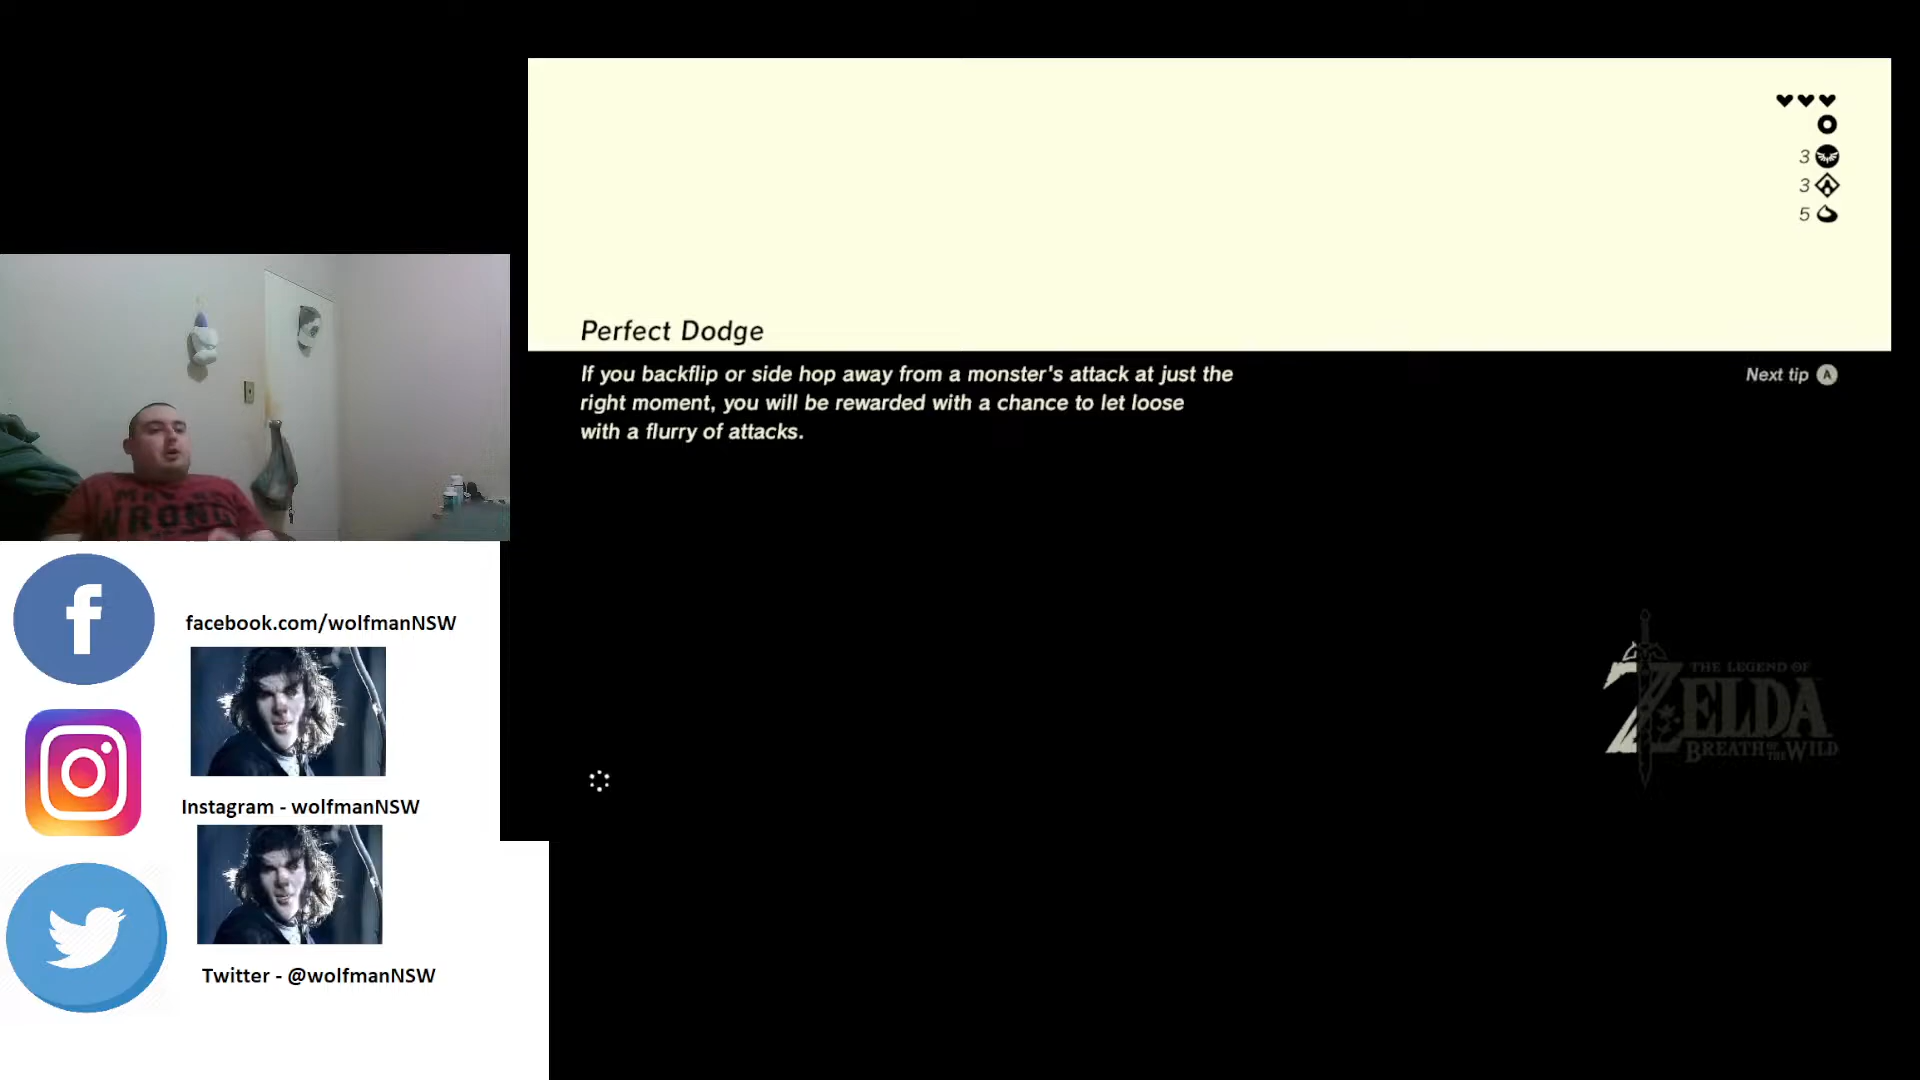 3
3
5
Perfect Dodge
If you backflip or side hop away from a monster's attack at just the
right moment, you will be rewarded with a chance to let loose
with a flurry of attacks.
Next tip A
WRONG
facebook.com/wolfmanNSW
Instagram - wolfmanNSW
Twitter - @wolfmanNSW
THE LEGEND OF
ZELDA
BREATH OF THE WILD